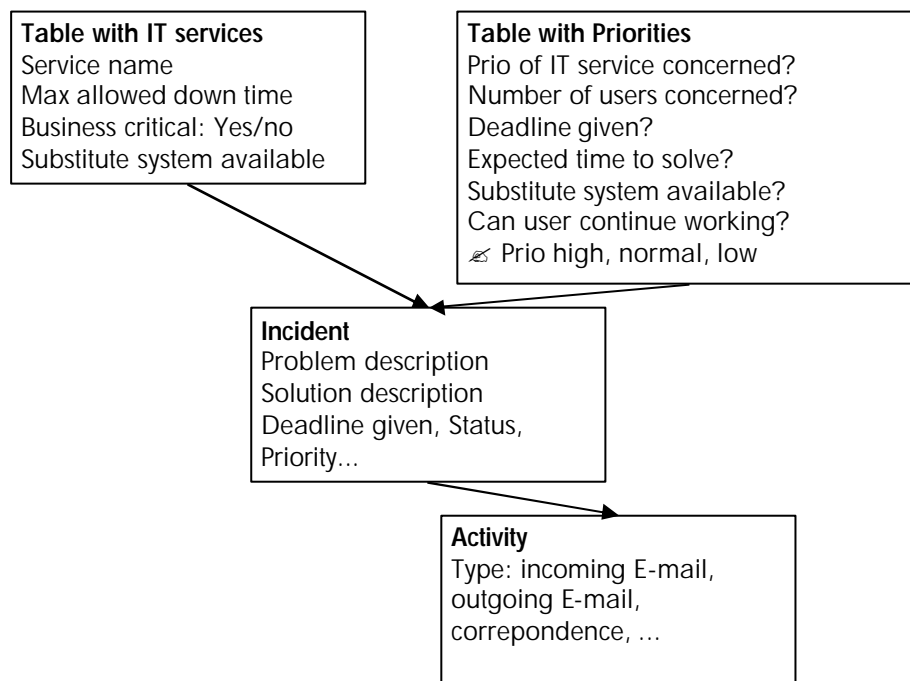 Table with IT services
Service name
Max allowed down time
Business critical: Yes/no
Substitute system available
Table with Priorities
Prio of IT service concerned?
Number of users concerned?
Deadline given?
Expected time to solve?
Substitute system available?
Can user continue working?
✍ Prio high, normal, low
Incident
Problem description
Solution description
Deadline given, Status,
Priority...
Activity
Type: incoming E-mail,
outgoing E-mail,
correpondence, ...